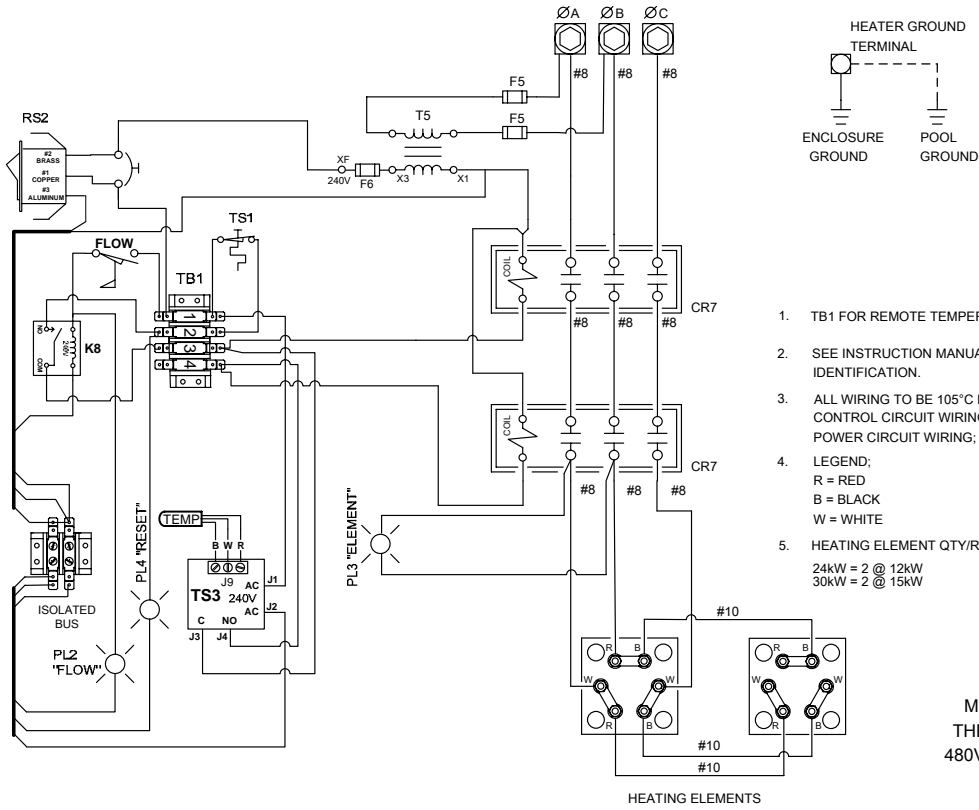 ØA ØB ØC
#8 #8 #8
F5
F5
T5
XF
240V
F6
X3
X1
RS2
#2
BRASS
#1
COPPER
#3
ALUMINUM
FLOW
TS1
TB1
1
2
3
4
NO
COM
240V
K8
COIL
CR7
#8 #8 #8
COIL
CR7
#8 #8 #8
PL3 "ELEMENT"
PL4 "RESET"
TEMP
B W R
J9
TS3
240V
AC
AC
J1
J2
C NO
J3 J4
ISOLATED
BUS
PL2
"FLOW"
#10
R B
W W
R B
R B
W W
R B
#10
#10
HEATING ELEMENTS
HEATER GROUND
TERMINAL
ENCLOSURE
GROUND
POOL
GROUND
1. TB1 FOR REMOTE TEMPER
2. SEE INSTRUCTION MANUA
IDENTIFICATION.
3. ALL WIRING TO BE 105°C
CONTROL CIRCUIT WIRING
POWER CIRCUIT WIRING;
4. LEGEND;
R = RED
B = BLACK
W = WHITE
5. HEATING ELEMENT QTY/R
24kW = 2 @ 12kW
30kW = 2 @ 15kW
M
THE
480V